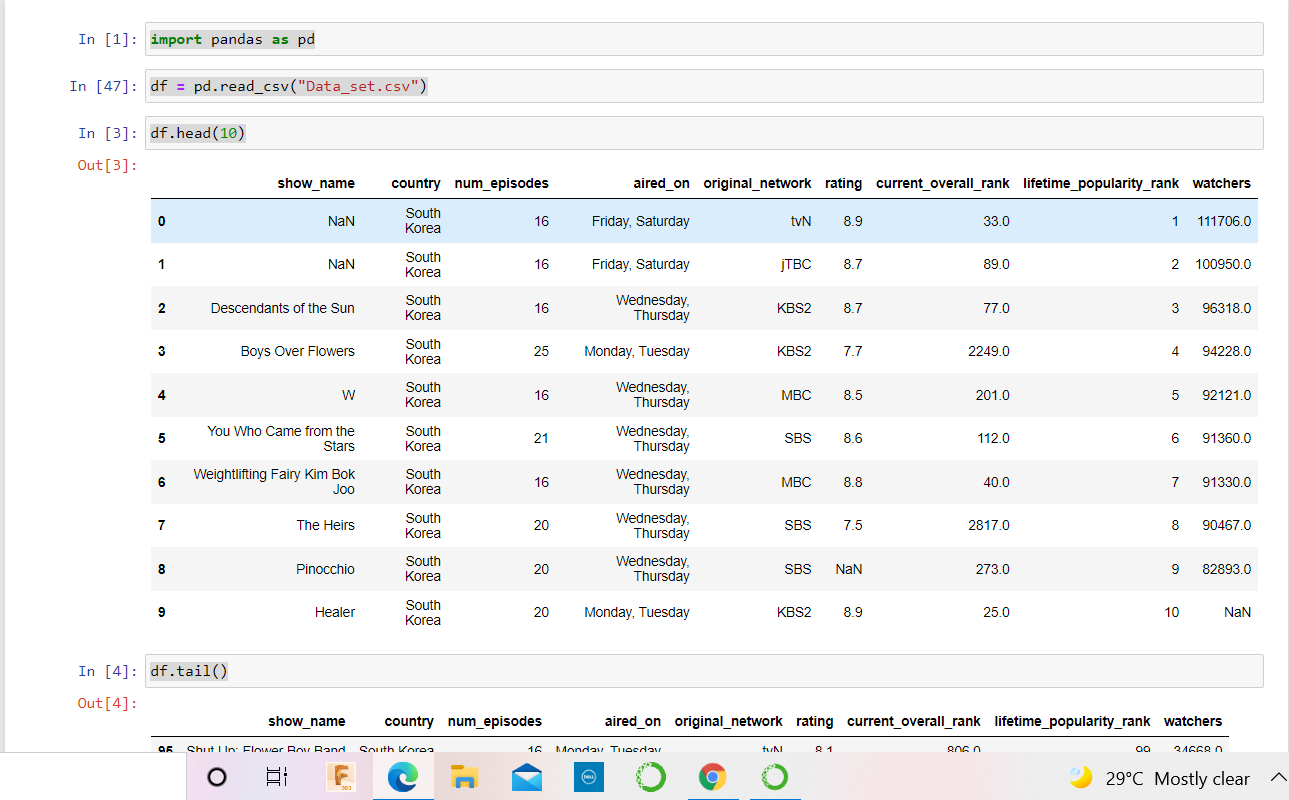 In [1]: import pandas as pd
In [47]: df = pd.read_csv("Data_set.csv")
In [3]: df.head(10)
Out[3]:
show_name country num_episodes aired_on original_network rating current_overall_rank lifetime_popularity_rank watchers
0 NaN South Korea 16 Friday, Saturday tvN 8.9 33.0 1 111706.0
1 NaN South Korea 16 Friday, Saturday jTBC 8.7 89.0 2 100950.0
2 Descendants of the Sun South Korea 16 Wednesday, Thursday KBS2 8.7 77.0 3 96318.0
3 Boys Over Flowers South Korea 25 Monday, Tuesday KBS2 7.7 2249.0 4 94228.0
4 W South Korea 16 Wednesday, Thursday MBC 8.5 201.0 5 92121.0
5 You Who Came from the Stars South Korea 21 Wednesday, Thursday SBS 8.6 112.0 6 91360.0
6 Weightlifting Fairy Kim Bok Joo South Korea 16 Wednesday, Thursday MBC 8.8 40.0 7 91330.0
7 The Heirs South Korea 20 Wednesday, Thursday SBS 7.5 2817.0 8 90467.0
8 Pinocchio South Korea 20 Wednesday, Thursday SBS NaN 273.0 9 82893.0
9 Healer South Korea 20 Monday, Tuesday KBS2 8.9 25.0 10 NaN
In [4]: df.tail()
Out[4]:
show_name country num_episodes aired_on original_network rating current_overall_rank lifetime_popularity_rank watchers
95 Shut Up: Flower Boy Band South Korea 16 Monday, Tuesday tvN 8.1 806.0 99 34668.0
F
DELL
29°C Mostly clear